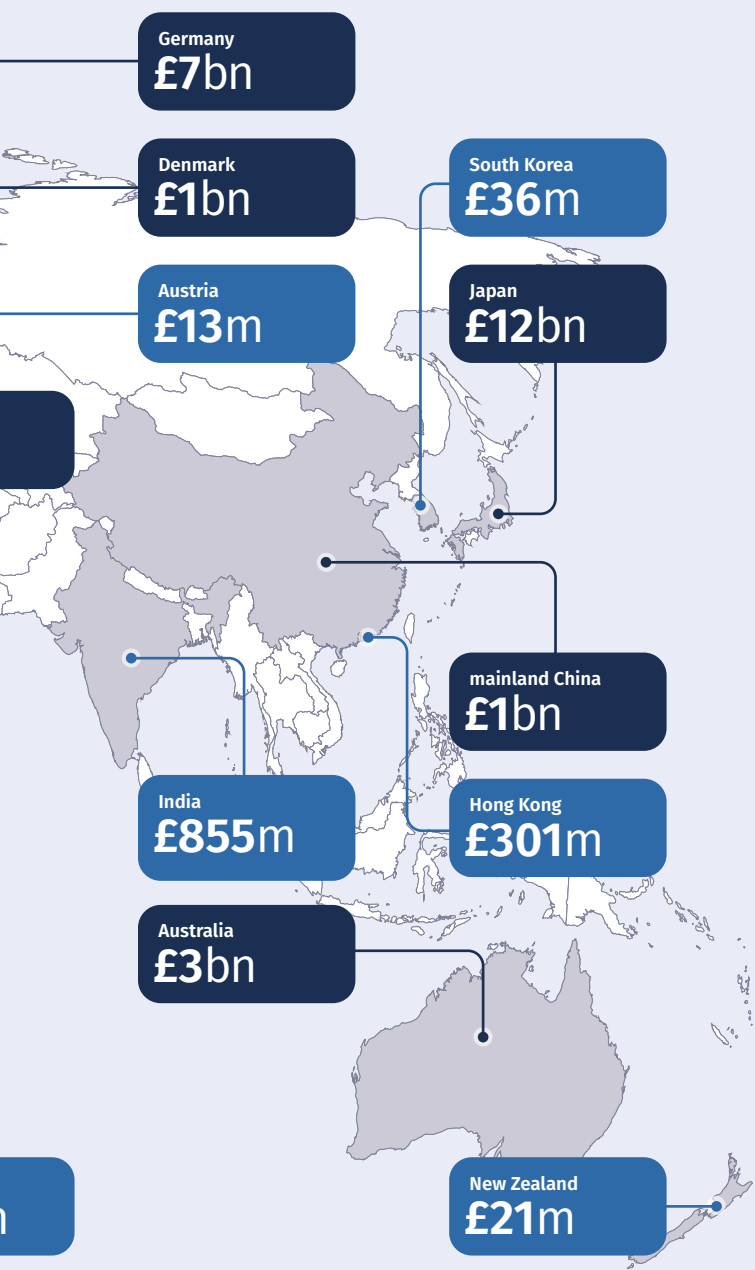 Germany
£7bn
Denmark
£1bn
South Korea
£36m
Austria
£13m
Japan
£12bn
mainland China
£1bn
India
£855m
Hong Kong
£301m
Australia
£3bn
New Zealand
£21m